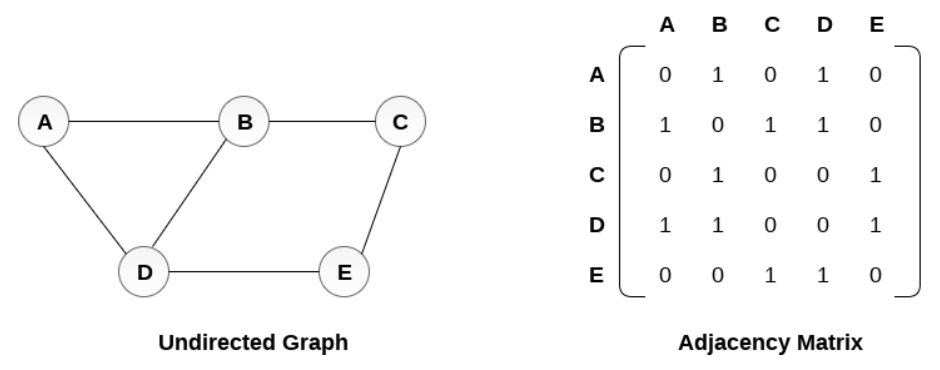 A B C
D E
Undirected Graph
A B C D E
A 0 1 0 1 0
B 1 0 1 1 0
C 0 1 0 0 1
D 1 1 0 0 1
E 0 0 1 1 0
Adjacency Matrix